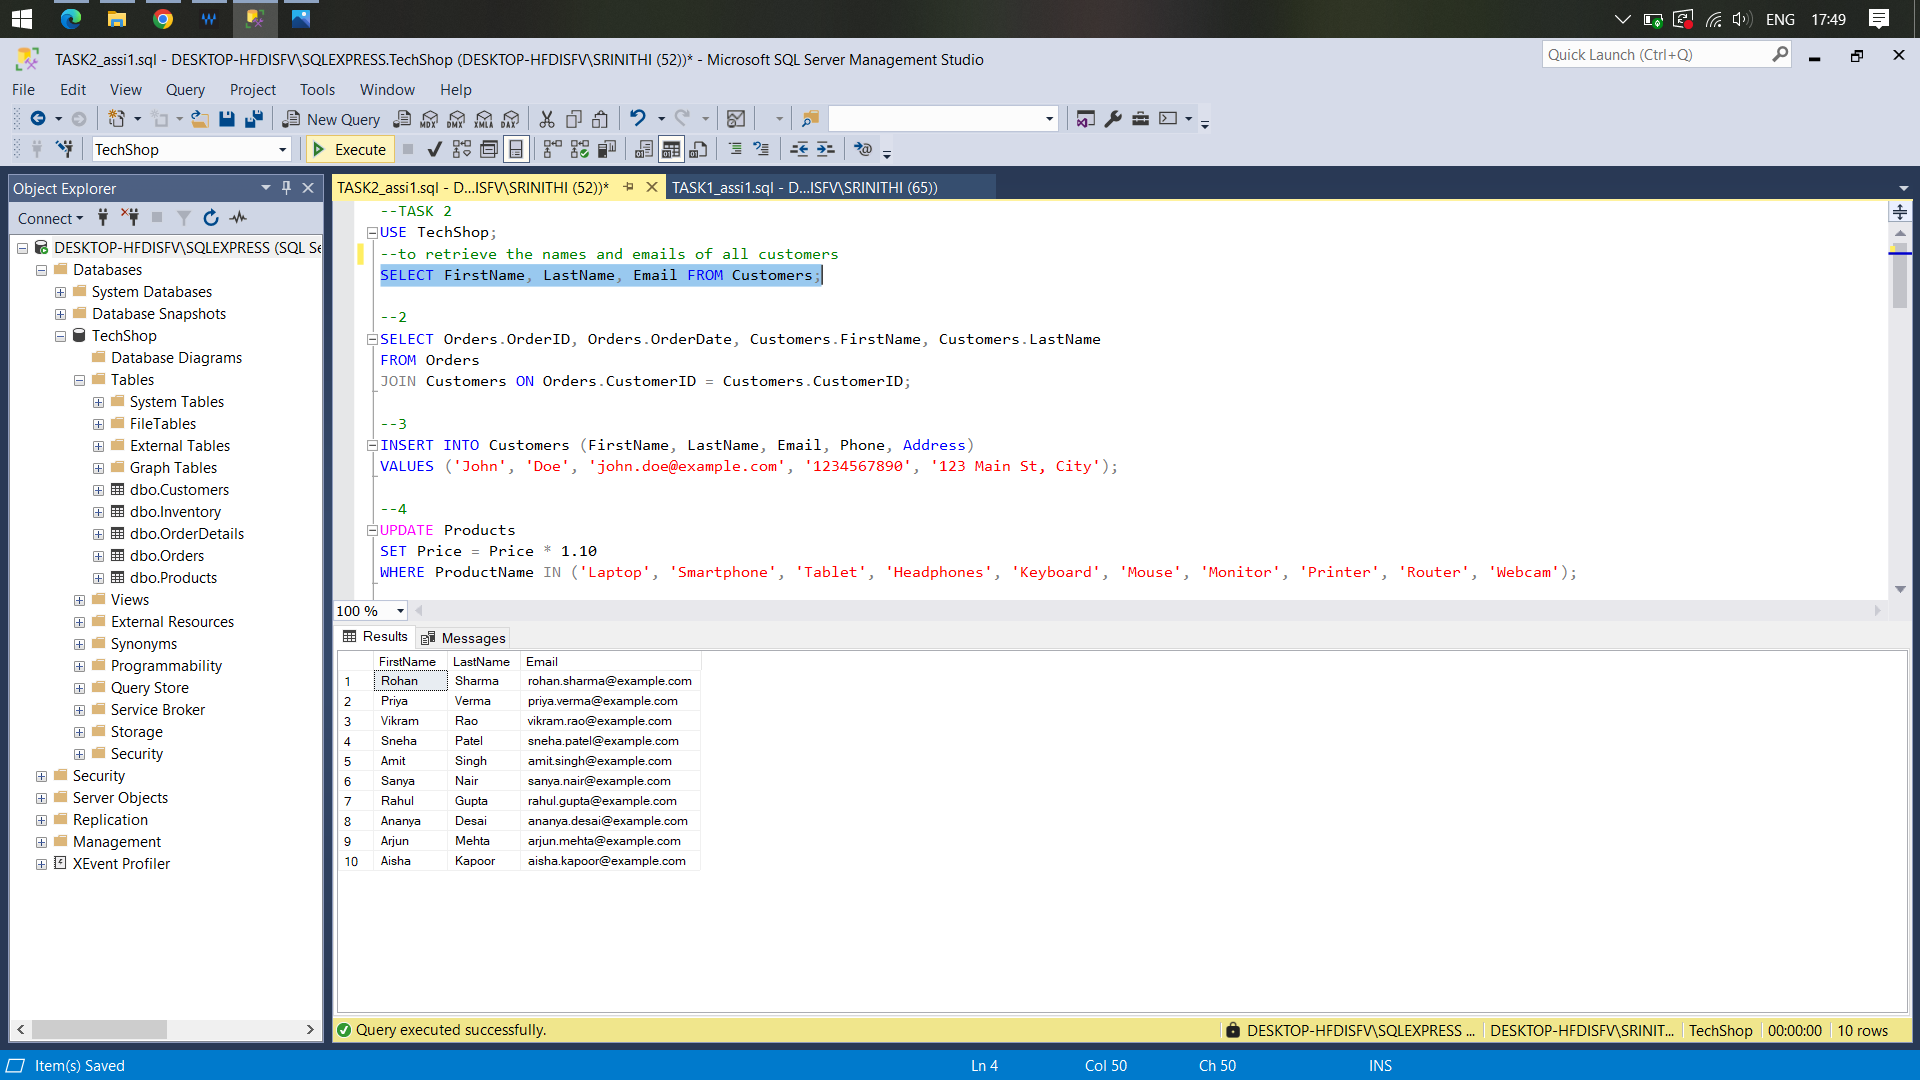 ENG 17:49
TASK2_assi1.sql - DESKTOP-HFDISFV\SQLEXPRESS.TechShop (DESKTOP-HFDISFV\SRINITHI (52))* - Microsoft SQL Server Management Studio
Quick Launch (Ctrl+Q)
File Edit View Query Project Tools Window Help
New Query MDX DMX XMLA DAX
TechShop Execute
Object Explorer
Connect
DESKTOP-HFDISFV\SQLEXPRESS (SQL Se
Databases
System Databases
Database Snapshots
TechShop
Database Diagrams
Tables
System Tables
FileTables
External Tables
Graph Tables
dbo.Customers
dbo.Inventory
dbo.OrderDetails
dbo.Orders
dbo.Products
Views
External Resources
Synonyms
Programmability
Query Store
Service Broker
Storage
Security
Security
Server Objects
Replication
Management
XEvent Profiler
TASK2_assi1.sql - D...ISFV\SRINITHI (52))* TASK1_assi1.sql - D...ISFV\SRINITHI (65))
--TASK 2
USE TechShop;
--to retrieve the names and emails of all customers
SELECT FirstName, LastName, Email FROM Customers;
--2
SELECT Orders.OrderID, Orders.OrderDate, Customers.FirstName, Customers.LastName
FROM Orders
JOIN Customers ON Orders.CustomerID = Customers.CustomerID;
--3
INSERT INTO Customers (FirstName, LastName, Email, Phone, Address)
VALUES ('John', 'Doe', 'john.doe@example.com', '1234567890', '123 Main St, City');
--4
UPDATE Products
SET Price = Price * 1.10
WHERE ProductName IN ('Laptop', 'Smartphone', 'Tablet', 'Headphones', 'Keyboard', 'Mouse', 'Monitor', 'Printer', 'Router', 'Webcam');
100 %
Results Messages
FirstName LastName Email
1 Rohan Sharma rohan.sharma@example.com
2 Priya Verma priya.verma@example.com
3 Vikram Rao vikram.rao@example.com
4 Sneha Patel sneha.patel@example.com
5 Amit Singh amit.singh@example.com
6 Sanya Nair sanya.nair@example.com
7 Rahul Gupta rahul.gupta@example.com
8 Ananya Desai ananya.desai@example.com
9 Arjun Mehta arjun.mehta@example.com
10 Aisha Kapoor aisha.kapoor@example.com
Query executed successfully. DESKTOP-HFDISFV\SQLEXPRESS ... DESKTOP-HFDISFV\SRINIT... TechShop 00:00:00 10 rows
Item(s) Saved Ln 4 Col 50 Ch 50 INS